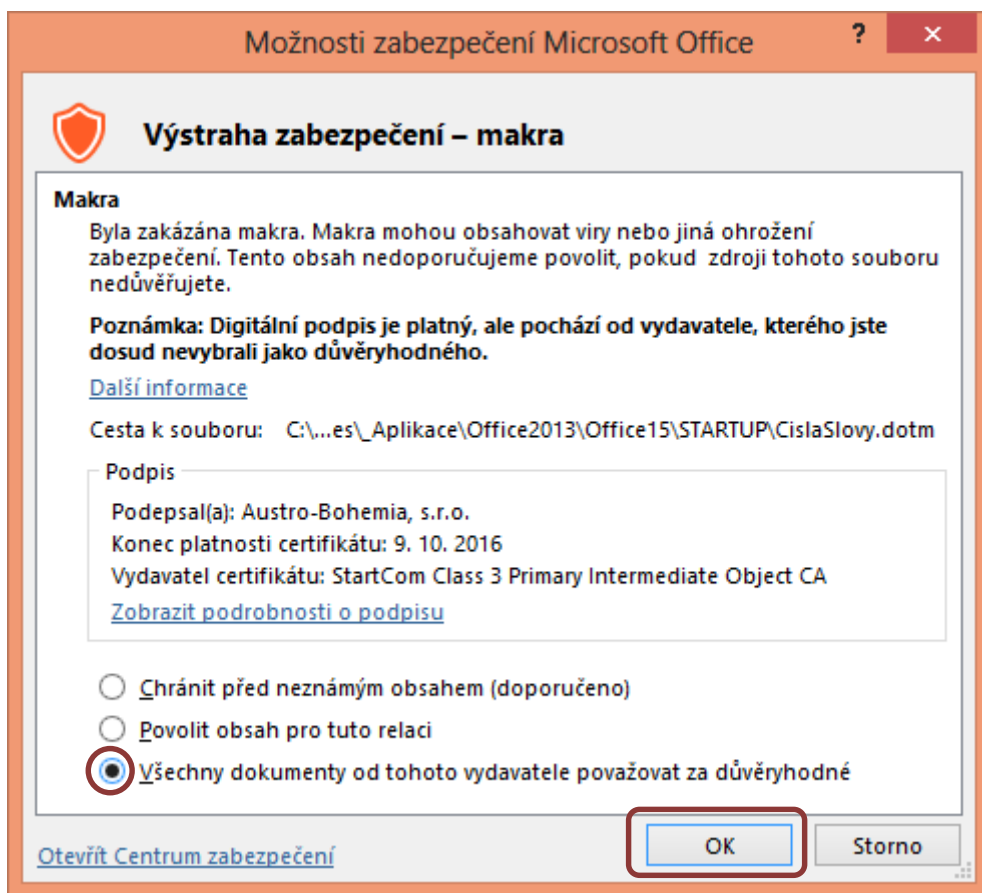 Možnosti zabezpečení Microsoft Office
? ×
Výstraha zabezpečení – makra
Makra
Byla zakázána makra. Makra mohou obsahovat viry nebo jiná ohrožení
zabezpečení. Tento obsah nedoporučujeme povolit, pokud zdroji tohoto souboru
nedůvěřujete.
Poznámka: Digitální podpis je platný, ale pochází od vydavatele, kterého jste
dosud nevybrali jako důvěryhodného.
Další informace
Cesta k souboru: C:\...es\_Aplikace\Office2013\Office15\STARTUP\CislaSlovy.dotm
Podpis
Podepsal(a): Austro-Bohemia, s.r.o.
Konec platnosti certifikátu: 9. 10. 2016
Vydavatel certifikátu: StartCom Class 3 Primary Intermediate Object CA
Zobrazit podrobnosti o podpisu
Chránit před neznámým obsahem (doporučeno)
Povolit obsah pro tuto relaci
Všechny dokumenty od tohoto vydavatele považovat za důvěryhodné
Otevřít Centrum zabezpečení
OK
Storno